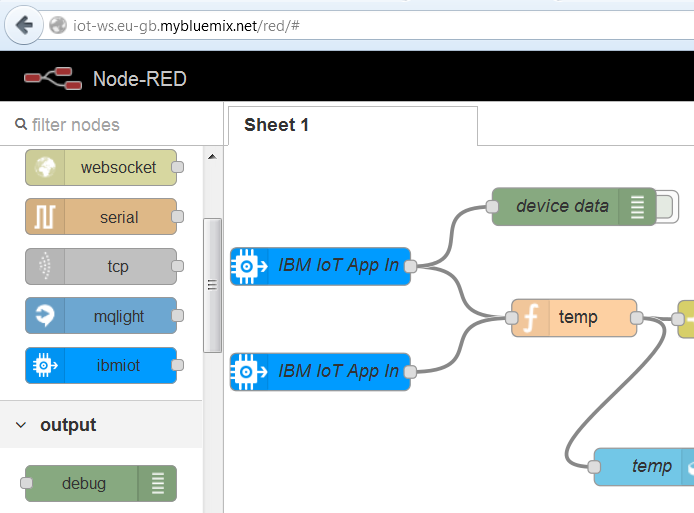 iot-ws.eu-gb.mybluemix.net/red/#
Node-RED
filter nodes
Sheet 1
websocket
serial
tcp
mqlight
ibmiot
output
debug
device data
IBM IoT App In
temp
IBM IoT App In
temp